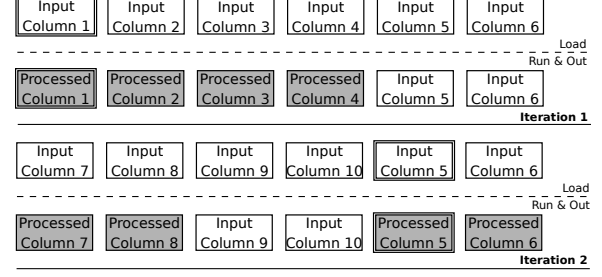 Input Input Input Input Input Input
Column 1 Column 2 Column 3 Column 4 Column 5 Column 6
Load
Run & Out
Processed Processed Processed Processed Input Input
Column 1 Column 2 Column 3 Column 4 Column 5 Column 6
Iteration 1
Input Input Input Input Input Input
Column 7 Column 8 Column 9 Column 10 Column 5 Column 6
Load
Run & Out
Processed Processed Input Input Processed Processed
Column 7 Column 8 Column 9 Column 10 Column 5 Column 6
Iteration 2